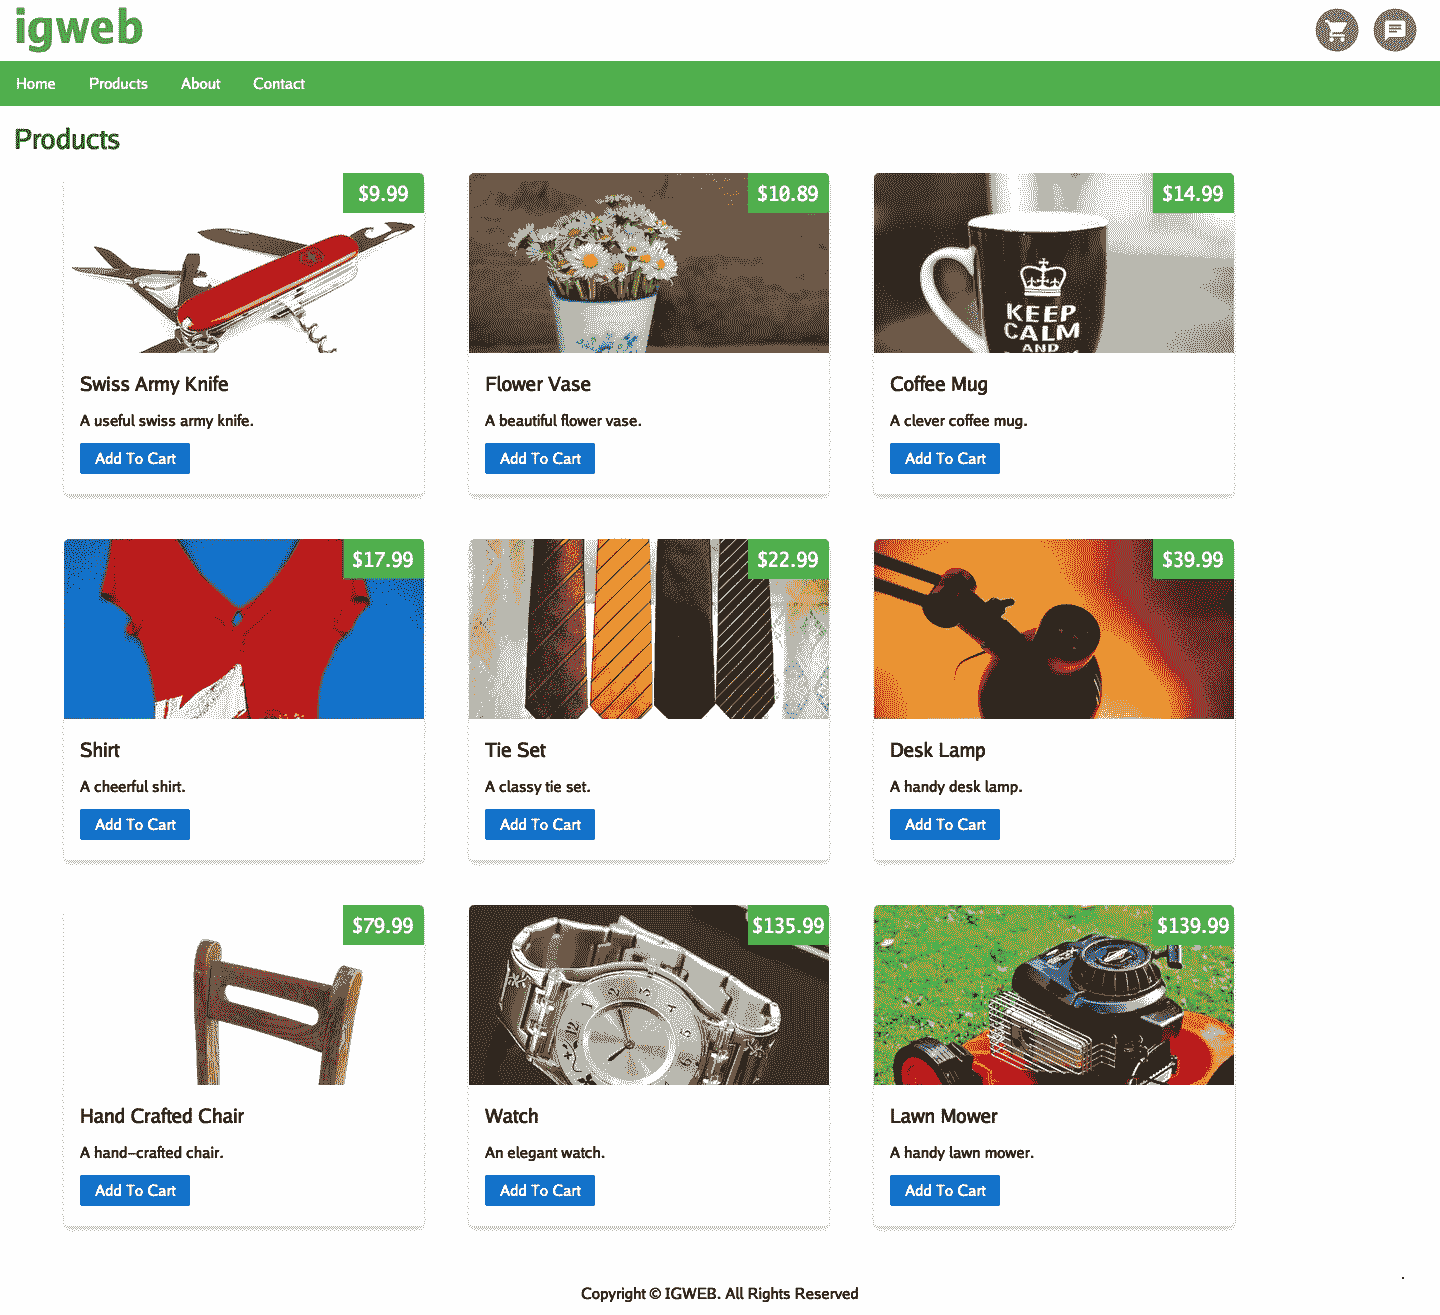 igweb
Home Products About Contact
Products
$9.99 $10.89 $14.99
KEEP
CALM
AND
Swiss Army Knife Flower Vase Coffee Mug
A useful swiss army knife. A beautiful flower vase. A clever coffee mug.
Add To Cart Add To Cart Add To Cart
$17.99 $22.99 $39.99
Shirt Tie Set Desk Lamp
A cheerful shirt. A classy tie set. A handy desk lamp.
Add To Cart Add To Cart Add To Cart
$79.99 $135.99 $139.99
Hand Crafted Chair Watch Lawn Mower
A hand-crafted chair. An elegant watch. A handy lawn mower.
Add To Cart Add To Cart Add To Cart
Copyright © IGWEB. All Rights Reserved